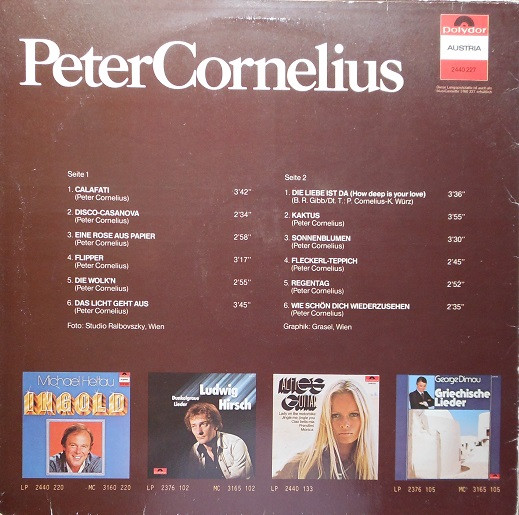 Polydor
AUSTRIA
2440 227
PeterCornelius
Seite 1
1. CALAFATI 3'42"
(Peter Cornelius)
2. DISCO-CASANOVA 2'34"
(Peter Cornelius)
3. EINE ROSE AUS PAPIER 2'58"
(Peter Cornelius)
4. FLIPPER 3'17"
(Peter Cornelius)
5. DIE WOLK'N 2'55"
(Peter Cornelius)
6. DAS LICHT GEHT AUS 3'45"
(Peter Cornelius)
Foto: Studio Ralbovszky, Wien
Seite 2
1. DIE LIEBE IST DA (How deep is your love) 3'36"
(B. R. Gibb/Dt. T.: P. Cornelius-K. Würz)
2. KAKTUS 3'55"
(Peter Cornelius)
3. SONNENBLUMEN 3'30"
(Peter Cornelius)
4. FLECKERL-TEPPICH 2'45"
(Peter Cornelius)
5. REGENTAG 2'52"
(Peter Cornelius)
6. WIE SCHÖN DICH WIEDERZUSEHEN 2'35"
(Peter Cornelius)
Graphik: Grasel, Wien
Michael Heltau
IN GOLD
LP 2440 220 MC 3160 220
Ludwig
Hirsch
Dunkelgraue
Lieder
LP 2376 102 MC 3165 102
LP 2440 133
George Dimou
Griechische
Lieder
LP 2376 105 MC 3165 105